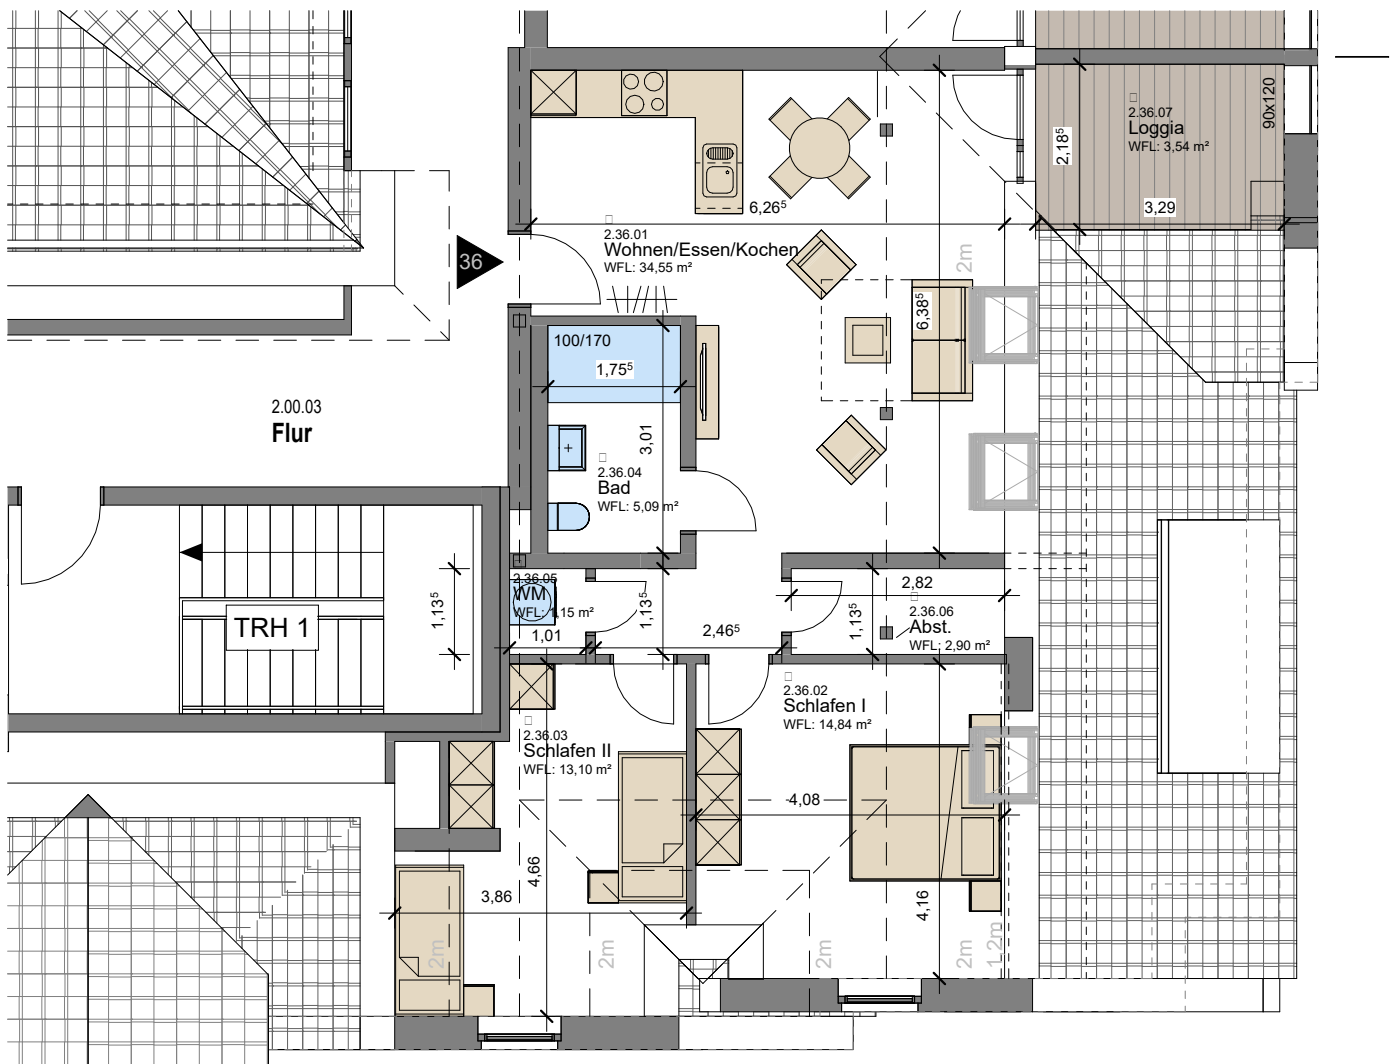 90x120
2.36.07
Loggia
WFL: 3,54 m²
2,18⁵
3,29
6,26⁵
2.36.01
Wohnen/Essen/Kochen
WFL: 34,55 m²
36
2m
6,38⁵
100/170
1,75⁵
3,01
2.36.04
Bad
WFL: 5,09 m²
2.00.03
Flur
TRH 1
1,13⁵
2.36.05
WM
WFL: 1,15 m²
1,01
1,13⁵
2,46⁵
1,13⁵
2,82
2.36.06
Abst.
WFL: 2,90 m²
2.36.02
Schlafen I
WFL: 14,84 m²
2.36.03
Schlafen II
WFL: 13,10 m²
4,08
4,66
3,86
4,16
2m
2m
2m
2m
1,2m